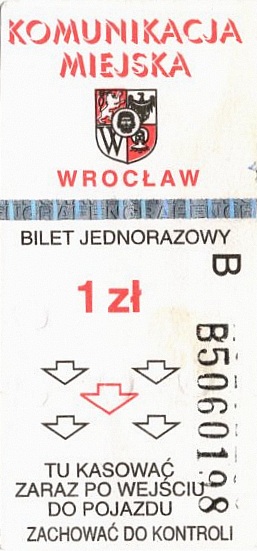 KOMUNIKACJA
MIEJSKA
W
WROCŁAW
BILET JEDNORAZOWY
B
1 zł
B5060198
TU KASOWAĆ
ZARAZ PO WEJŚCIU
DO POJAZDU
ZACHOWAĆ DO KONTROLI